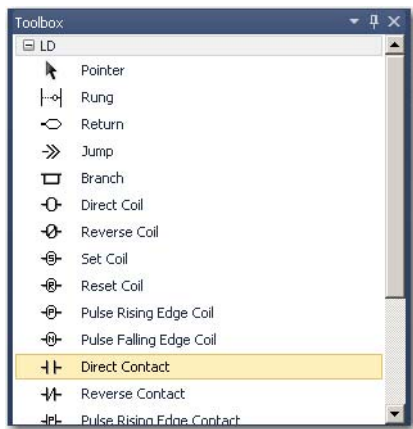 Toolbox
LD
Pointer
Rung
Return
Jump
Branch
Direct Coil
Reverse Coil
S Set Coil
R Reset Coil
P Pulse Rising Edge Coil
N Pulse Falling Edge Coil
Direct Contact
Reverse Contact
P Pulse Rising Edge Contact